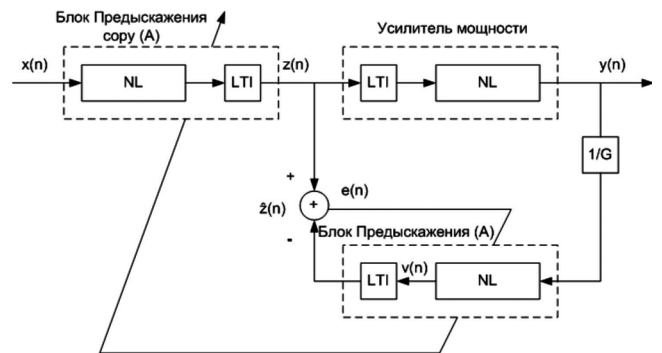 Блок Предыскажения
copy (A)
Усилитель мощности
x(n)
NL
LTI
z(n)
LTI
NL
y(n)
1/G
+
+
e(n)
ẑ(n)
-
Блок Предыскажения (A)
LTI
v(n)
NL